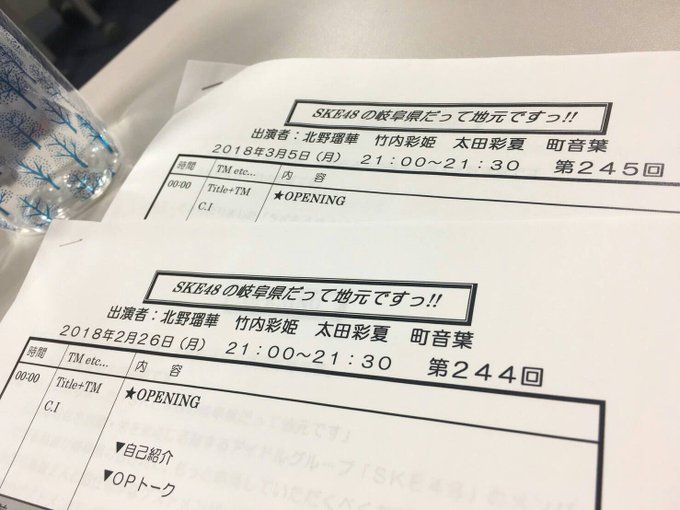 SKE48の岐阜県だって地元ですっ!!
出演者：北野瑠華　竹内彩姫　太田彩夏　町音葉
2018年3月5日（月）　21：00～21：30　第245回
時間　TM etc...　内　容
00:00　Title+TM　★OPENING
C.I
SKE48の岐阜県だって地元ですっ!!
出演者：北野瑠華　竹内彩姫　太田彩夏　町音葉
2018年2月26日（月）　21：00～21：30　第244回
時間　TM etc...　内　容
00:00　Title+TM　★OPENING
C.I
▼自己紹介
▼OPトーク